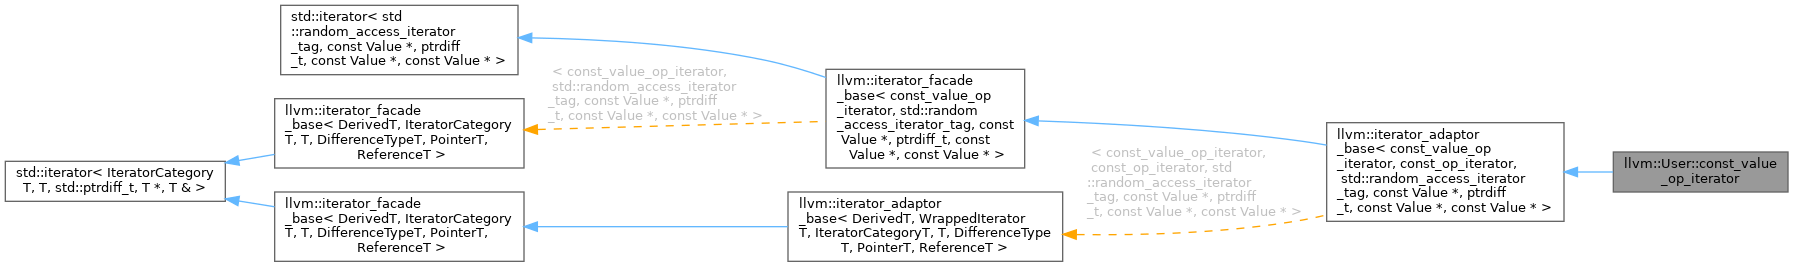 std::iterator< std
::random_access_iterator
_tag, const Value *, ptrdiff
_t, const Value *, const Value * >
< const_value_op_iterator,
std::random_access_iterator
_tag, const Value *, ptrdiff
_t, const Value *, const Value * >
llvm::iterator_facade
_base< DerivedT, IteratorCategory
T, T, DifferenceTypeT, PointerT,
ReferenceT >
std::iterator< IteratorCategory
T, T, std::ptrdiff_t, T *, T & >
llvm::iterator_facade
_base< DerivedT, IteratorCategory
T, T, DifferenceTypeT, PointerT,
ReferenceT >
llvm::iterator_facade
_base< const_value_op
_iterator, std::random
_access_iterator_tag, const
Value *, ptrdiff_t, const
Value *, const Value * >
llvm::iterator_adaptor
_base< DerivedT, WrappedIterator
T, IteratorCategoryT, T, DifferenceType
T, PointerT, ReferenceT >
< const_value_op_iterator,
const_op_iterator, std
::random_access_iterator
_tag, const Value *, ptrdiff
_t, const Value *, const Value * >
llvm::iterator_adaptor
_base< const_value_op
_iterator, const_op_iterator,
std::random_access_iterator
_tag, const Value *, ptrdiff
_t, const Value *, const Value * >
llvm::User::const_value
_op_iterator